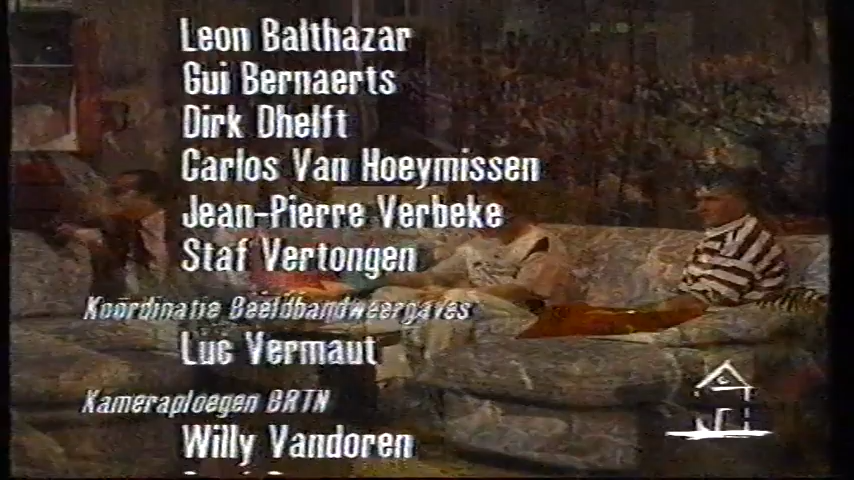 Leon Balthazar
Gui Bernaerts
Dirk Dhelft
Carlos Van Hoeymissen
Jean-Pierre Verbeke
Staf Vertongen
Koördinatie Beeldbandweergaves
Luc Vermaut
Kameraploegen BRTN
Willy Vandoren